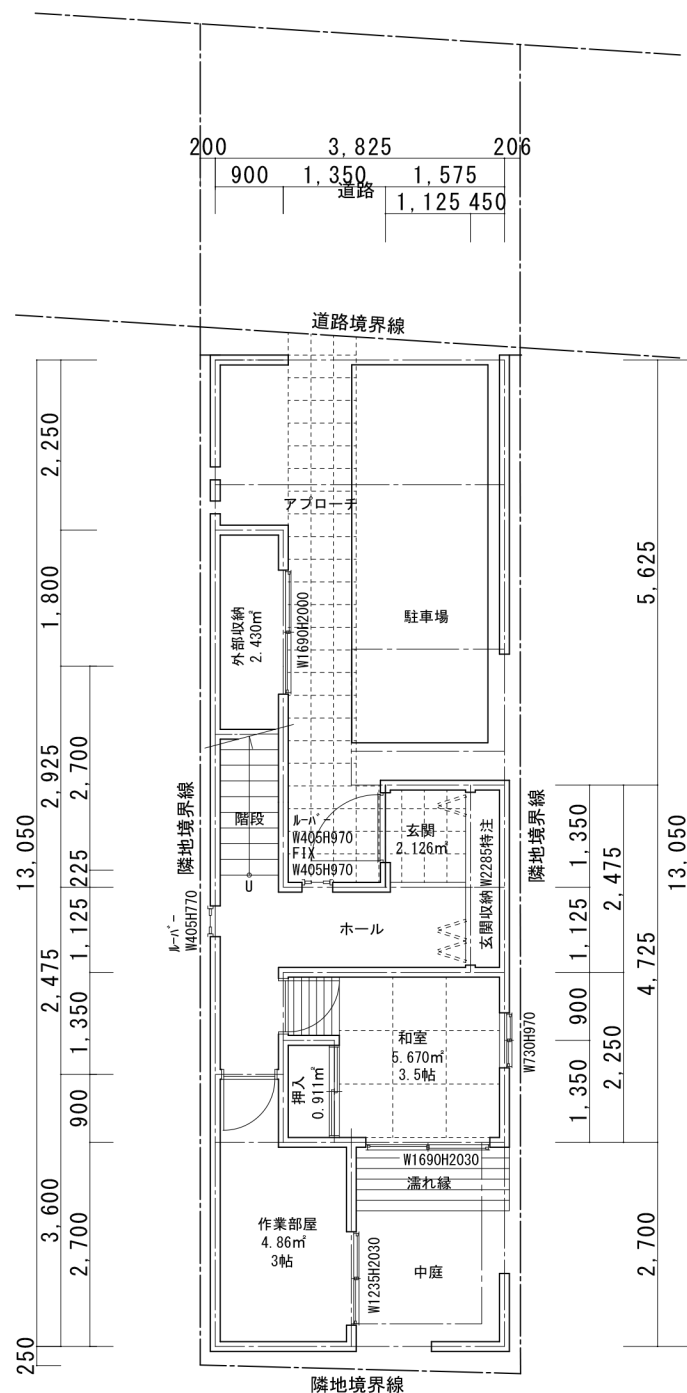 200
3,825
206
900
1,350
1,575
道路
1,125
450
道路境界線
2,250
アプローチ
1,800
5,625
外部収納
2.430㎡
W1690H2000
駐車場
2,925
2,700
隣地境界線
階段
ﾙｰﾊﾞｰ
W405H970
FIX
W405H970
玄関
2.126㎡
玄関収納 W2285特注
隣地境界線
1,350
2,475
13,050
13,050
225
U
ﾙｰﾊﾞｰ
W405H770
ホール
1,125
1,125
2,475
4,725
1,350
和室
5.670㎡
3.5帖
W730H970
900
2,250
押入
0.911㎡
1,350
900
W1690H2030
濡れ縁
3,600
2,700
作業部屋
4.86㎡
3帖
W1235H2030
中庭
2,700
250
隣地境界線